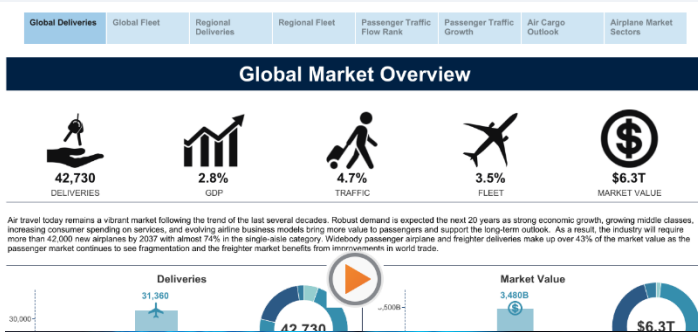 Global Deliveries
Global Fleet
Regional
Deliveries
Regional Fleet
Passenger Traffic
Flow Rank
Passenger Traffic
Growth
Air Cargo
Outlook
Airplane Market
Sectors
Global Market Overview
42,730
DELIVERIES
2.8%
GDP
4.7%
TRAFFIC
3.5%
FLEET
$6.3T
MARKET VALUE
Air travel today remains a vibrant market following the trend of the last several decades. Robust demand is expected the next 20 years as strong economic growth, growing middle classes,
increasing consumer spending on services, and evolving airline business models bring more value to passengers and support the long-term outlook. As a result, the industry will require
more than 42,000 new airplanes by 2037 with almost 74% in the single-aisle category. Widebody passenger airplane and freighter deliveries make up over 43% of the market value as the
passenger market continues to see fragmentation and the freighter market benefits from improvements in world trade.
Deliveries
31,360
30,000
42,730
Market Value
3,480B
$6.3T